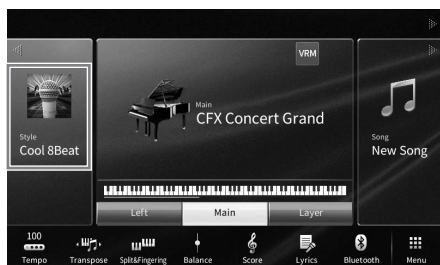 VRM
Main
CFX Concert Grand
Style
Cool 8Beat
Song
New Song
Left
Main
Layer
100
Tempo
Transpose
Split&Fingering
Balance
Score
Lyrics
Bluetooth
Menu